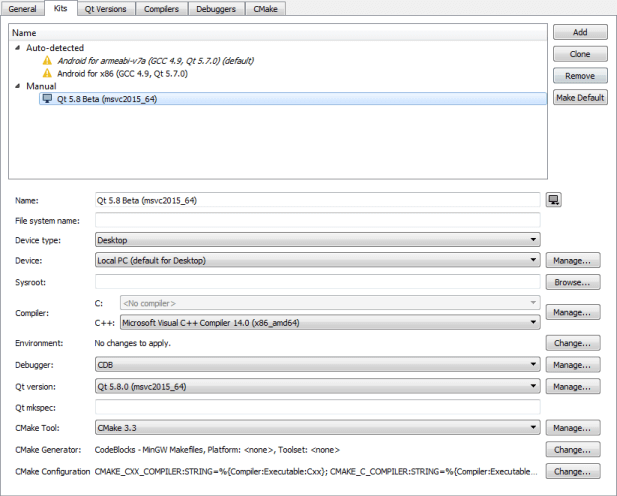 General Kits Qt Versions Compilers Debuggers CMake
Name
Add
Auto-detected
Clone
Android for armeabi-v7a (GCC 4.9, Qt 5.7.0) (default)
Android for x86 (GCC 4.9, Qt 5.7.0)
Remove
Manual
Qt 5.8 Beta (msvc2015_64)
Make Default
Name: Qt 5.8 Beta (msvc2015_64)
File system name:
Device type: Desktop
Device: Local PC (default for Desktop) Manage...
Sysroot: Browse...
Compiler:
C: <No compiler>
Manage...
C++: Microsoft Visual C++ Compiler 14.0 (x86_amd64)
Environment: No changes to apply. Change...
Debugger: CDB Manage...
Qt version: Qt 5.8.0 (msvc2015_64) Manage...
Qt mkspec:
CMake Tool: CMake 3.3 Manage...
CMake Generator: CodeBlocks - MinGW Makefiles, Platform: <none>, Toolset: <none> Change...
CMake Configuration CMAKE_CXX_COMPILER:STRING=%{Compiler:Executable:Cxx}; CMAKE_C_COMPILER:STRING=%{Compiler:Executable... Change...